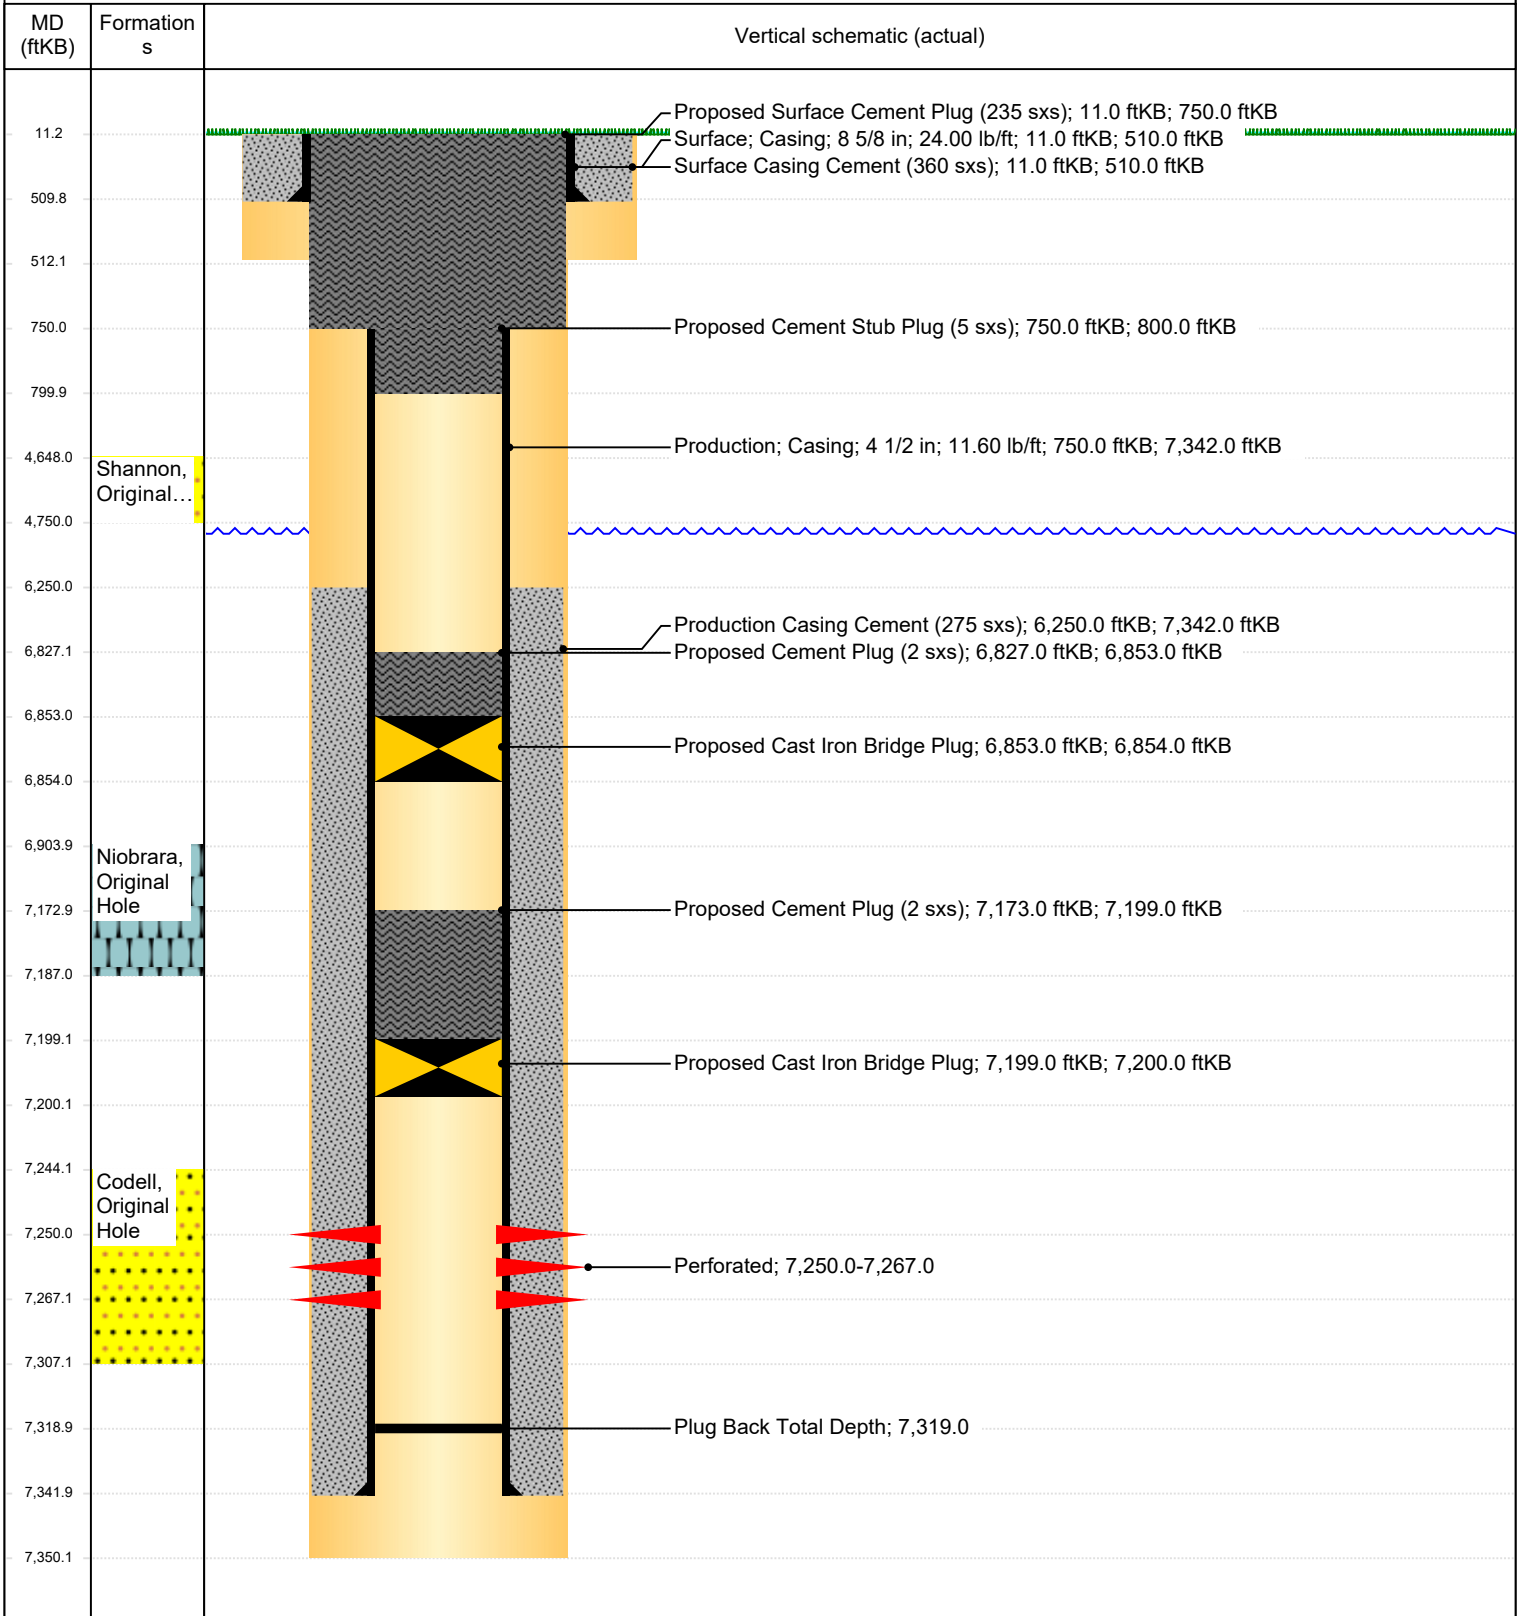 MD
(ftKB)
Formation
s
Vertical schematic (actual)
Proposed Surface Cement Plug (235 sxs); 11.0 ftKB; 750.0 ftKB
11.2
Surface; Casing; 8 5/8 in; 24.00 lb/ft; 11.0 ftKB; 510.0 ftKB
Surface Casing Cement (360 sxs); 11.0 ftKB; 510.0 ftKB
509.8
512.1
750.0
Proposed Cement Stub Plug (5 sxs); 750.0 ftKB; 800.0 ftKB
799.9
Production; Casing; 4 1/2 in; 11.60 lb/ft; 750.0 ftKB; 7,342.0 ftKB
4,648.0
Shannon,
Original...
4,750.0
6,250.0
Production Casing Cement (275 sxs); 6,250.0 ftKB; 7,342.0 ftKB
6,827.1
Proposed Cement Plug (2 sxs); 6,827.0 ftKB; 6,853.0 ftKB
6,853.0
Proposed Cast Iron Bridge Plug; 6,853.0 ftKB; 6,854.0 ftKB
6,854.0
6,903.9
Niobrara,
Original
Hole
7,172.9
Proposed Cement Plug (2 sxs); 7,173.0 ftKB; 7,199.0 ftKB
7,187.0
7,199.1
Proposed Cast Iron Bridge Plug; 7,199.0 ftKB; 7,200.0 ftKB
7,200.1
7,244.1
Codell,
Original
Hole
7,250.0
Perforated; 7,250.0-7,267.0
7,267.1
7,307.1
7,318.9
Plug Back Total Depth; 7,319.0
7,341.9
7,350.1